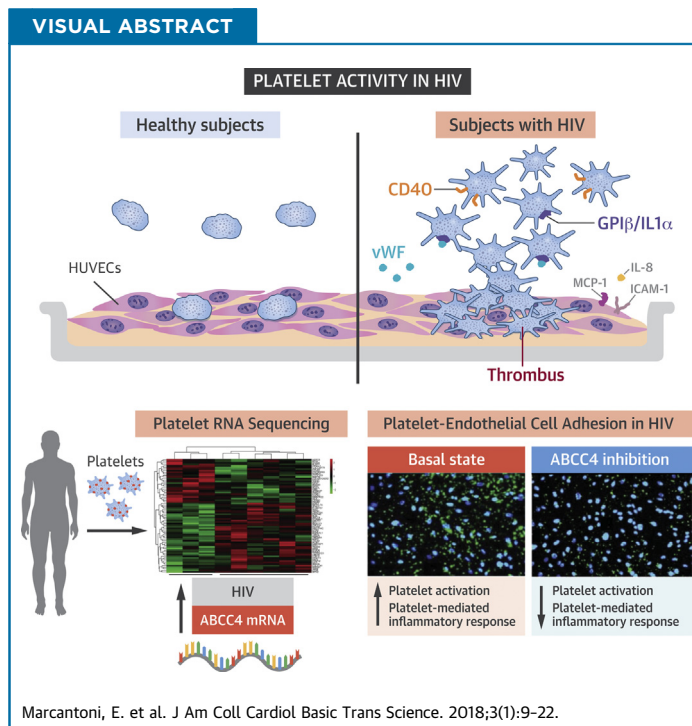 VISUAL ABSTRACT
PLATELET ACTIVITY IN HIV
Healthy subjects
Subjects with HIV
CD40
GPIβ/IL1α
vWF
HUVECs
IL-8
MCP-1
ICAM-1
Thrombus
Platelet RNA Sequencing
Platelets
HIV
ABCC4 mRNA
Platelet-Endothelial Cell Adhesion in HIV
Basal state
ABCC4 inhibition
Platelet activation
Platelet-mediated
inflammatory response
Platelet activation
Platelet-mediated
inflammatory response
Marcantoni, E. et al. J Am Coll Cardiol Basic Trans Science. 2018;3(1):9-22.